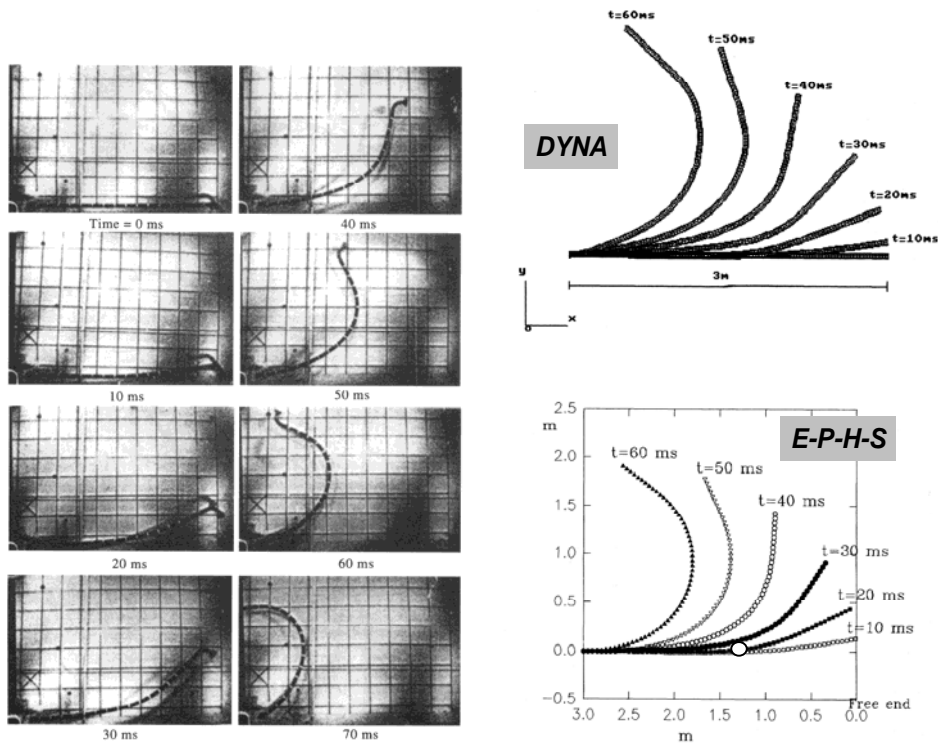 Time = 0 ms
40 ms
10 ms
50 ms
20 ms
60 ms
30 ms
70 ms
t=60ms
t=50ms
t=40ms
DYNA
t=30ms
t=20ms
t=10ms
3m
y
x
o
2.5
m
E-P-H-S
t=60 ms
2.0
t=50 ms
1.5
t=40 ms
1.0
t=30 ms
0.5
t=20 ms
t=10 ms
0.0
-0.5
Free end
3.0 2.5 2.0 1.5 1.0 0.5 0.0
m